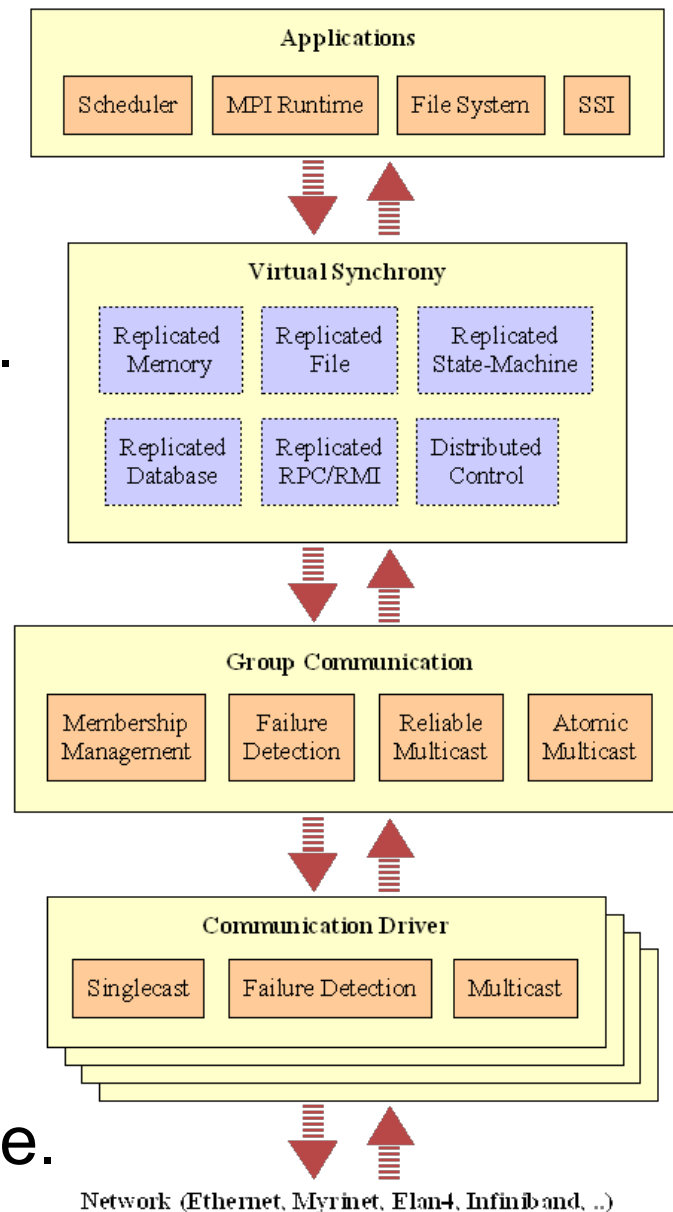 Applications
Scheduler
MPI Runtime
File System
SSI
Virtual Synchrony
Replicated
Memory
Replicated
File
Replicated
State-Machine
.
Replicated
Database
Replicated
RPC/RMI
Distributed
Control
Group Communication
Membership
Management
Failure
Detection
Reliable
Multicast
Atomic
Multicast
Communication Driver
Singlecast
Failure Detection
Multicast
e.
Network (Ethernet, Myrinet, Elan4, Infiniband, ..)